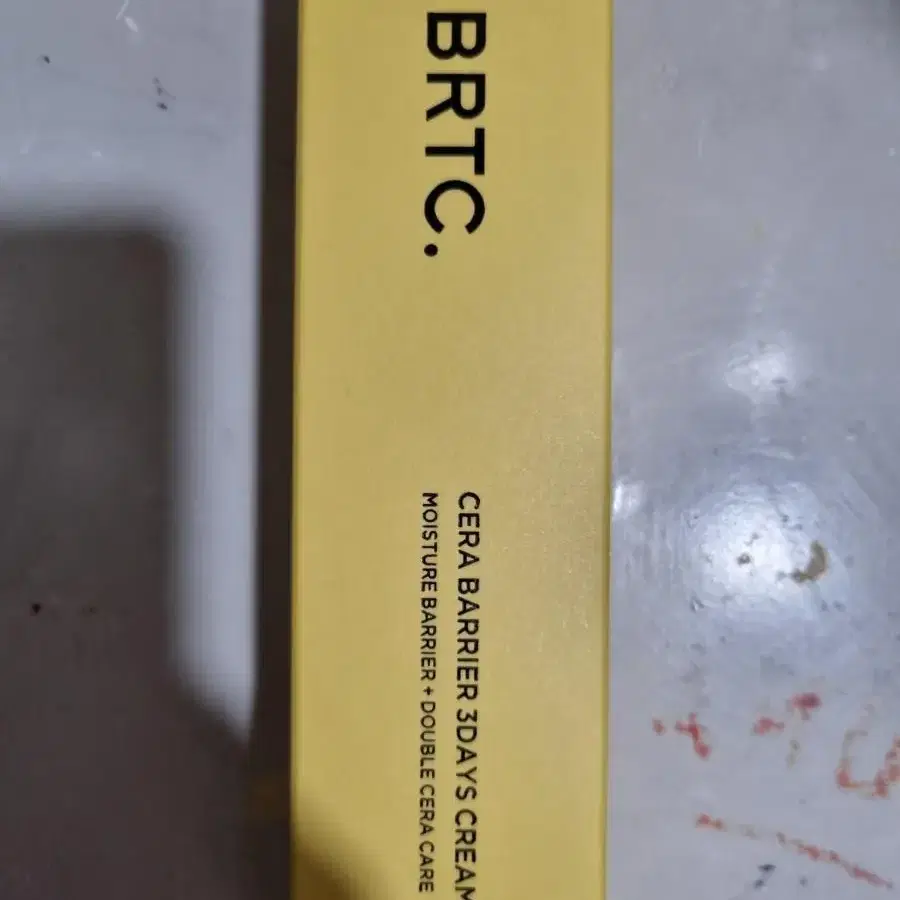 BRTC.
CERA BARRIER 3DAYS CREAM
MOISTURE BARRIER + DOUBLE CERA CARE